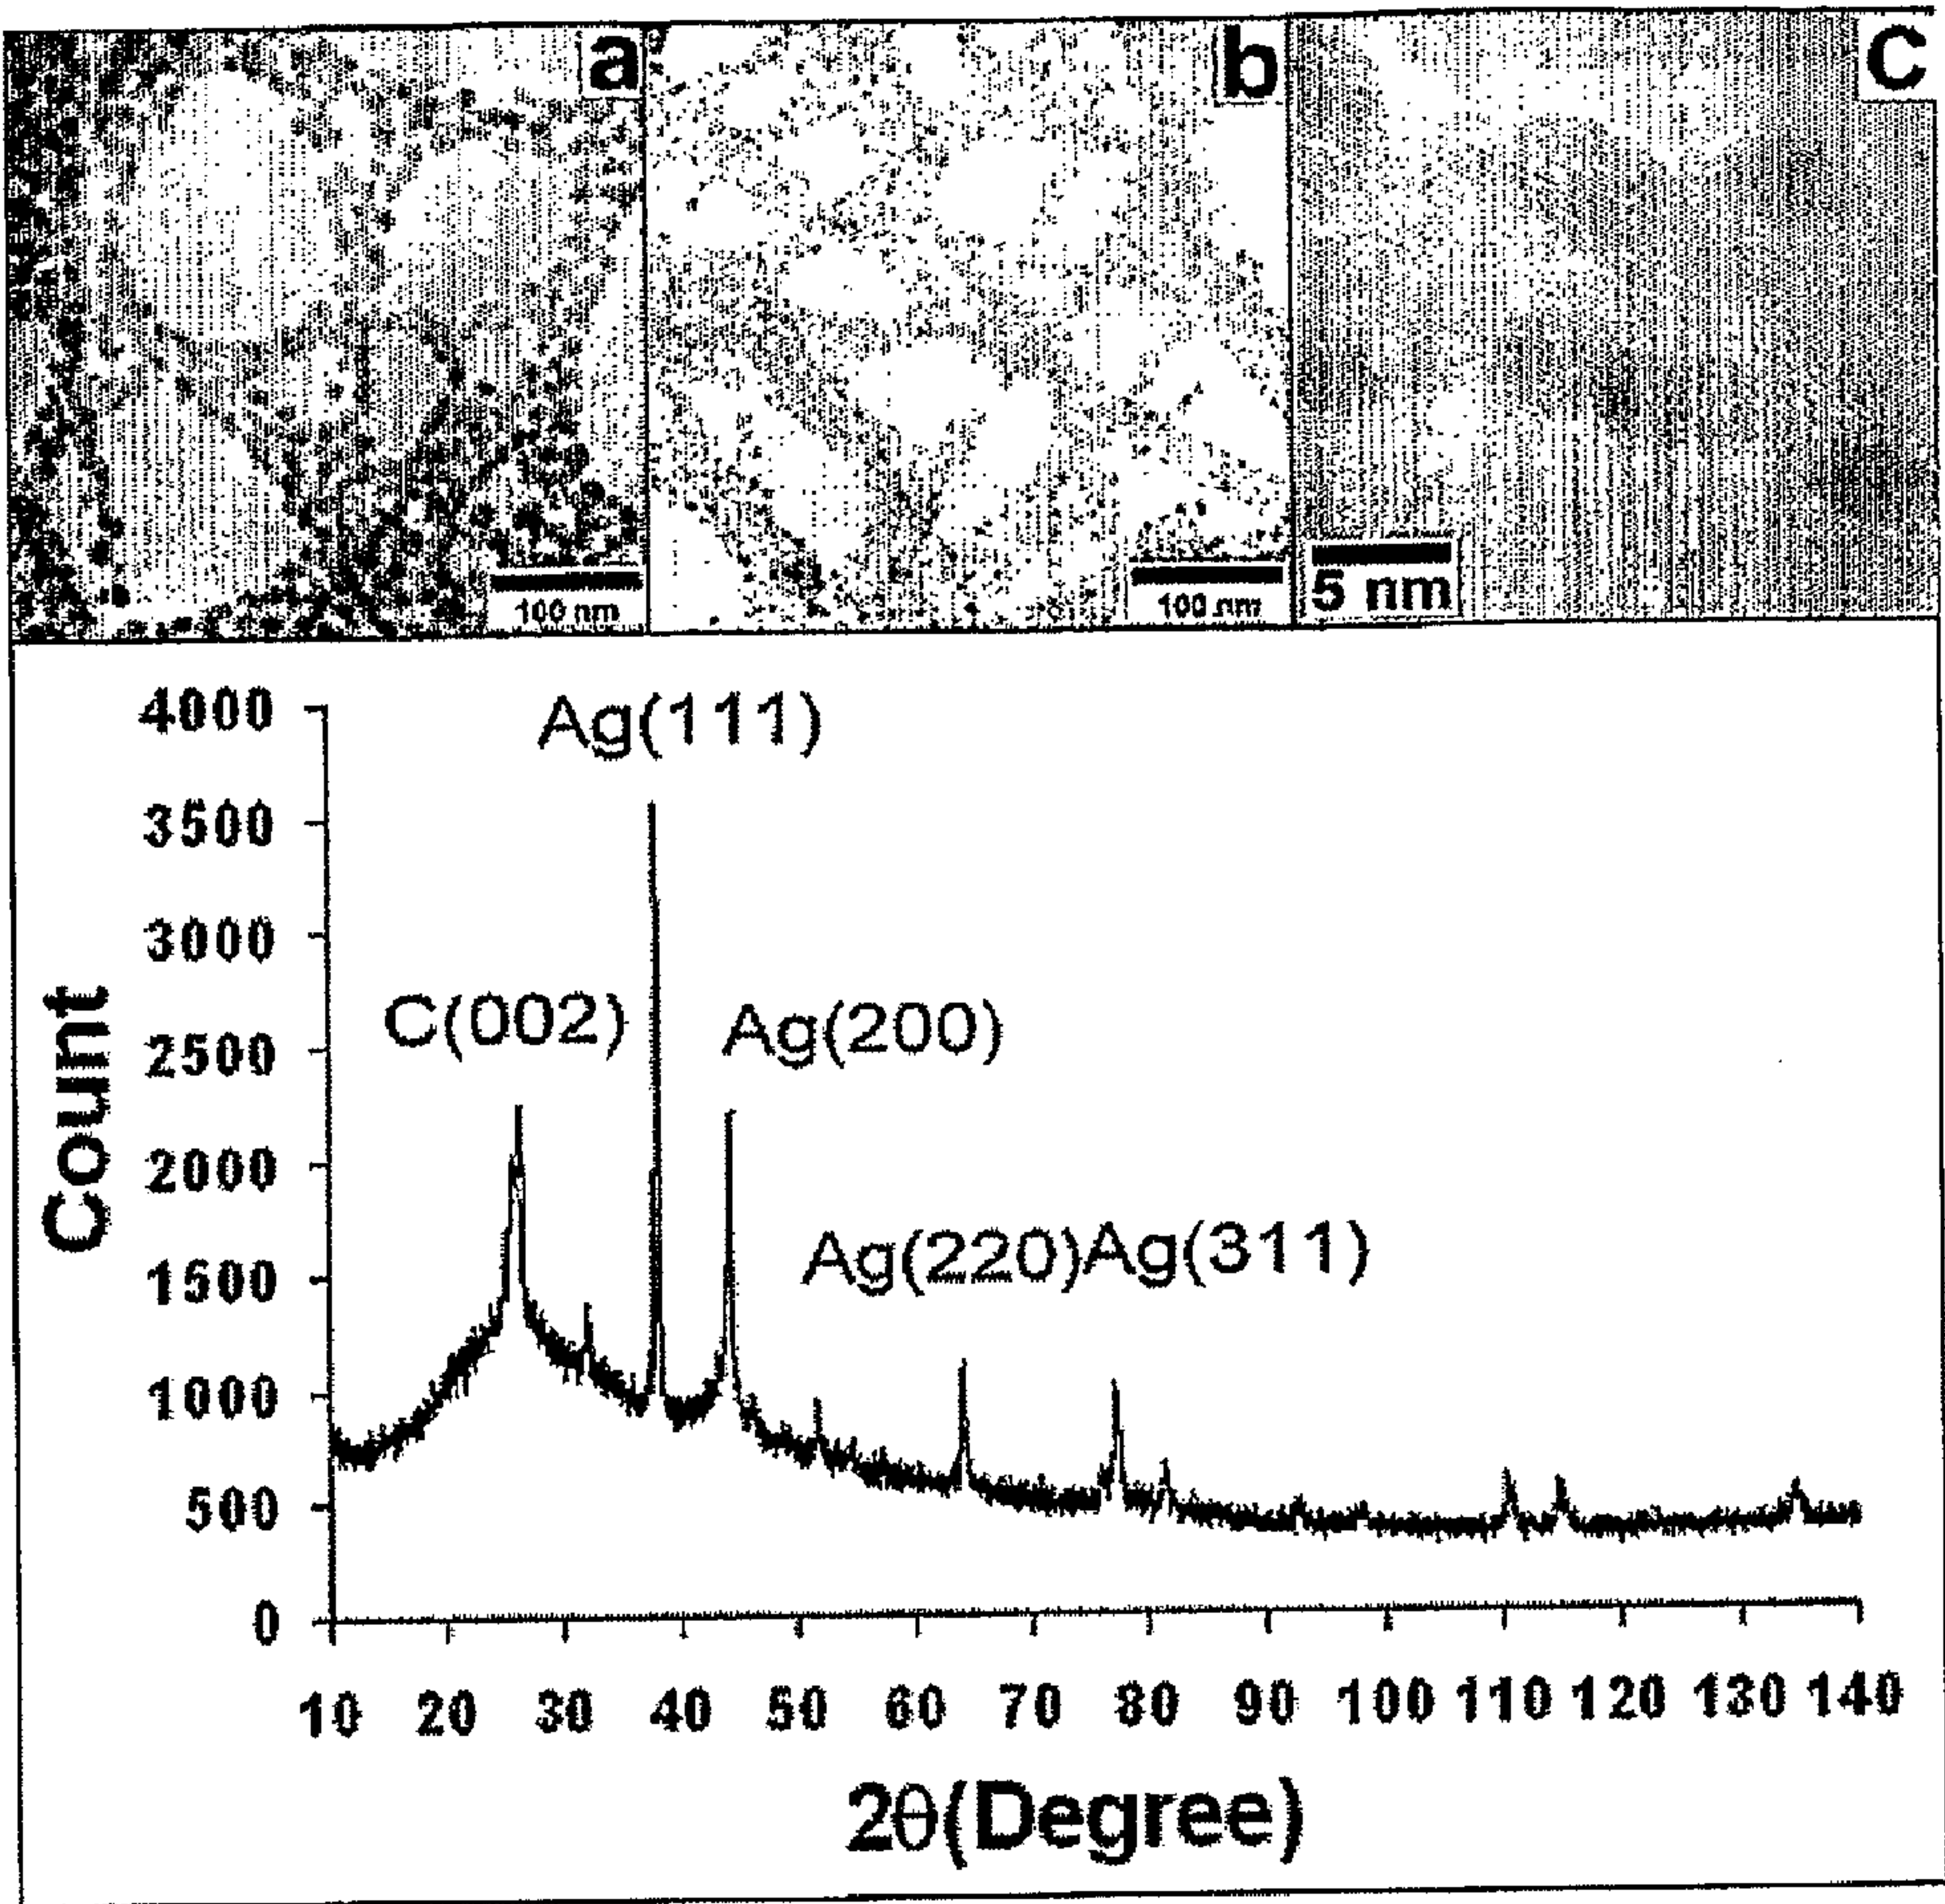 a
b
C
100 nm
100 nm
5 nm
4000
3500
3000
2500
2000
1500
1000
500
0
Count
Ag(111)
C(002)
Ag(200)
Ag(220)
Ag(311)
10 20 30 40 50 60 70 80 90 100 110 120 130 140
2θ(Degree)